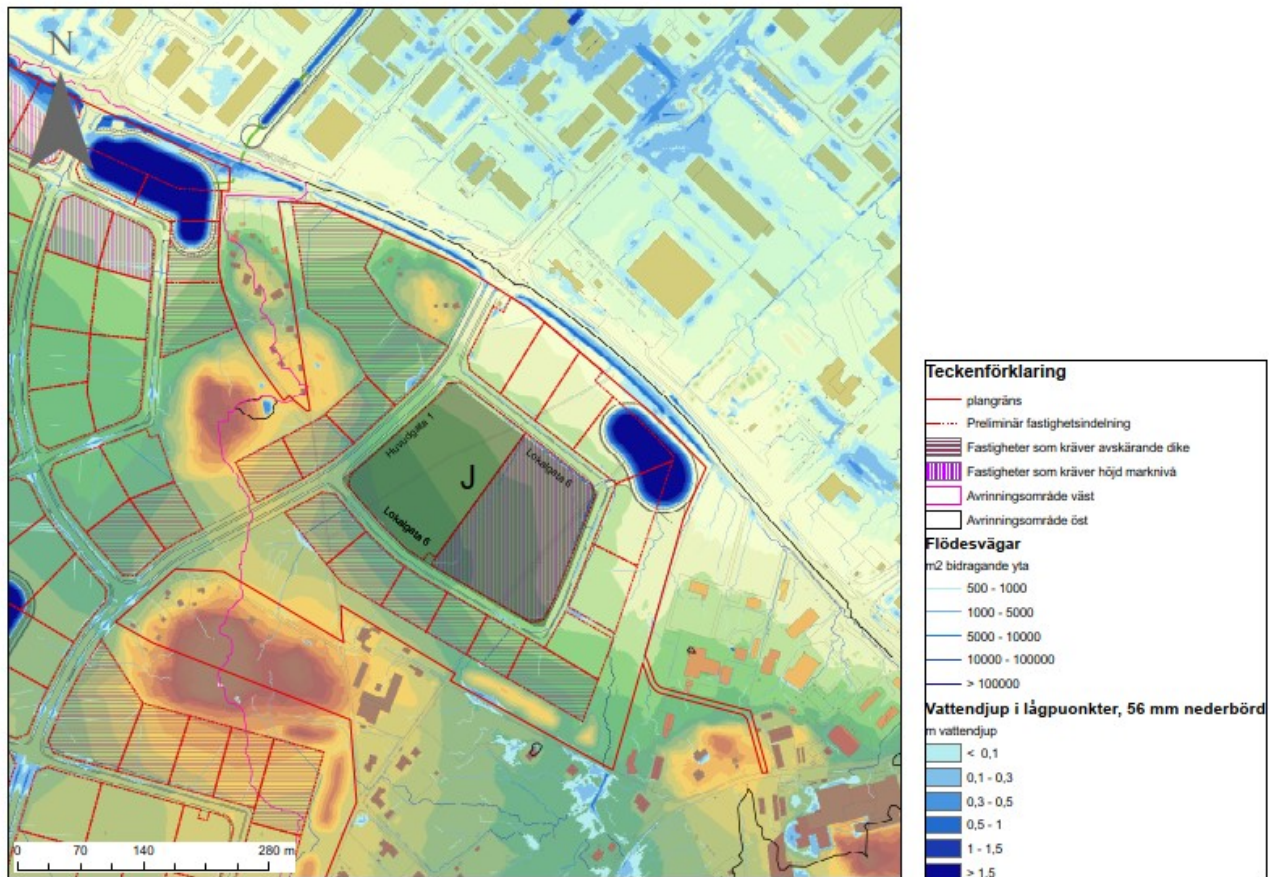 N
Huvudgata 1
Lokalgata 6
J
Lokalgata 6
0 70 140 280 m
Teckenförklaring
plangräns
Preliminär fastighetsindelning
Fastigheter som kräver avskärande dike
Fastigheter som kräver höjd marknivå
Avrinningsområde väst
Avrinningsområde öst
Flödesvägar
m2 bidragande yta
500 - 1000
1000 - 5000
5000 - 10000
10000 - 100000
> 100000
Vattendjup i lågpuonkter, 56 mm nederbörd
m vattendjup
< 0,1
0,1 - 0,3
0,3 - 0,5
0,5 - 1
1 - 1,5
> 1,5